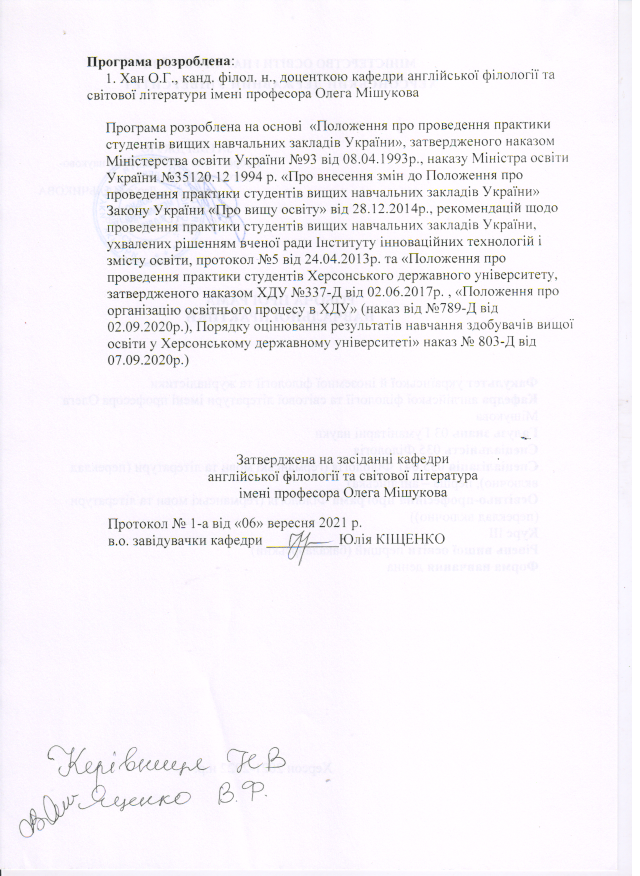 Програма розроблена:
1. Хан О.Г., канд. філол. н., доценткою кафедри англійської філології та
світової літератури імені професора Олега Мішукова
Програма розроблена на основі «Положення про проведення практики
студентів вищих навчальних закладів України», затвердженого наказом
Міністерства освіти України №93 від 08.04.1993р., наказу Міністра освіти
України №35120.12 1994 р. «Про внесення змін до Положення про
проведення практики студентів вищих навчальних закладів України»
Закону України «Про вищу освіту» від 28.12.2014р., рекомендацій щодо
проведення практики студентів вищих навчальних закладів України,
ухвалених рішенням вченої ради Інституту інноваційних технологій і
змісту освіти, протокол №5 від 24.04.2013р. та «Положення про
проведення практики студентів Херсонського державного університету,
затвердженого наказом ХДУ №337-Д від 02.06.2017р. , «Положення про
організацію освітнього процесу в ХДУ» (наказ від №789-Д від
02.09.2020р.), Порядку оцінювання результатів навчання здобувачів вищої
освіти у Херсонському державному університеті» наказ № 803-Д від
07.09.2020р.)
Затверджена на засіданні кафедри
англійської філології та світової літератури
імені професора Олега Мішукова
Протокол № 1-а від «06» вересня 2021 р.
в.о. завідувачки кафедри Юлія КІЩЕНКО
Керівниця НВ
Яценко В.Ф.